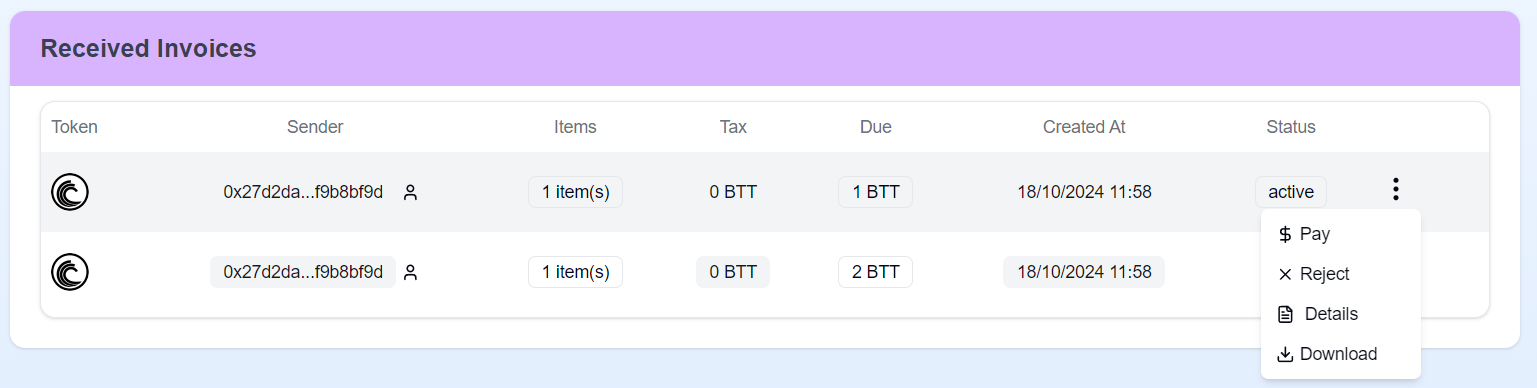 Received Invoices
Token Sender Items Tax Due Created At Status
0x27d2da...f9b8bf9d 1 item(s) 0 BTT 1 BTT 18/10/2024 11:58 active
Pay
0x27d2da...f9b8bf9d 1 item(s) 0 BTT 2 BTT 18/10/2024 11:58
Reject
Details
Download